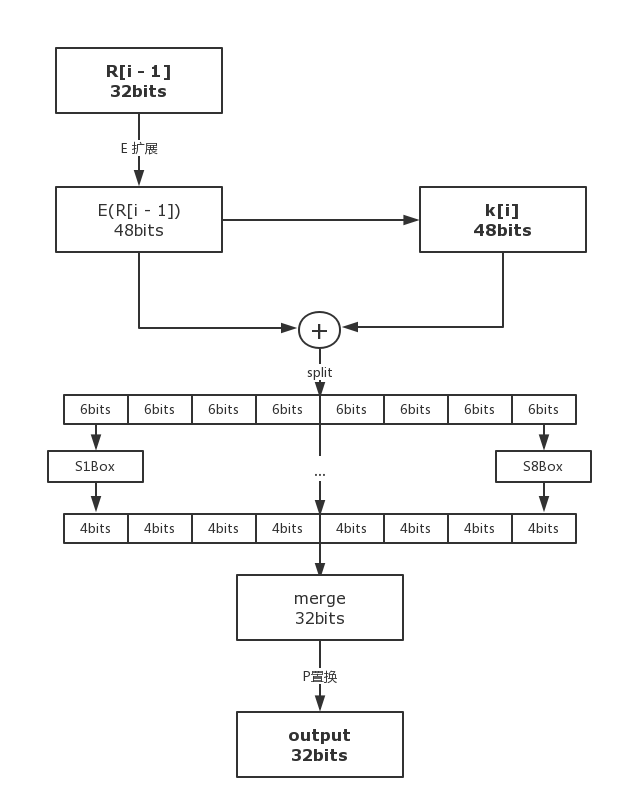 R[i - 1]
32bits
E 扩展
E(R[i - 1])
48bits
k[i]
48bits
+
split
6bits 6bits 6bits 6bits 6bits 6bits 6bits 6bits
S1Box
...
S8Box
4bits 4bits 4bits 4bits 4bits 4bits 4bits 4bits
merge
32bits
P置换
output
32bits